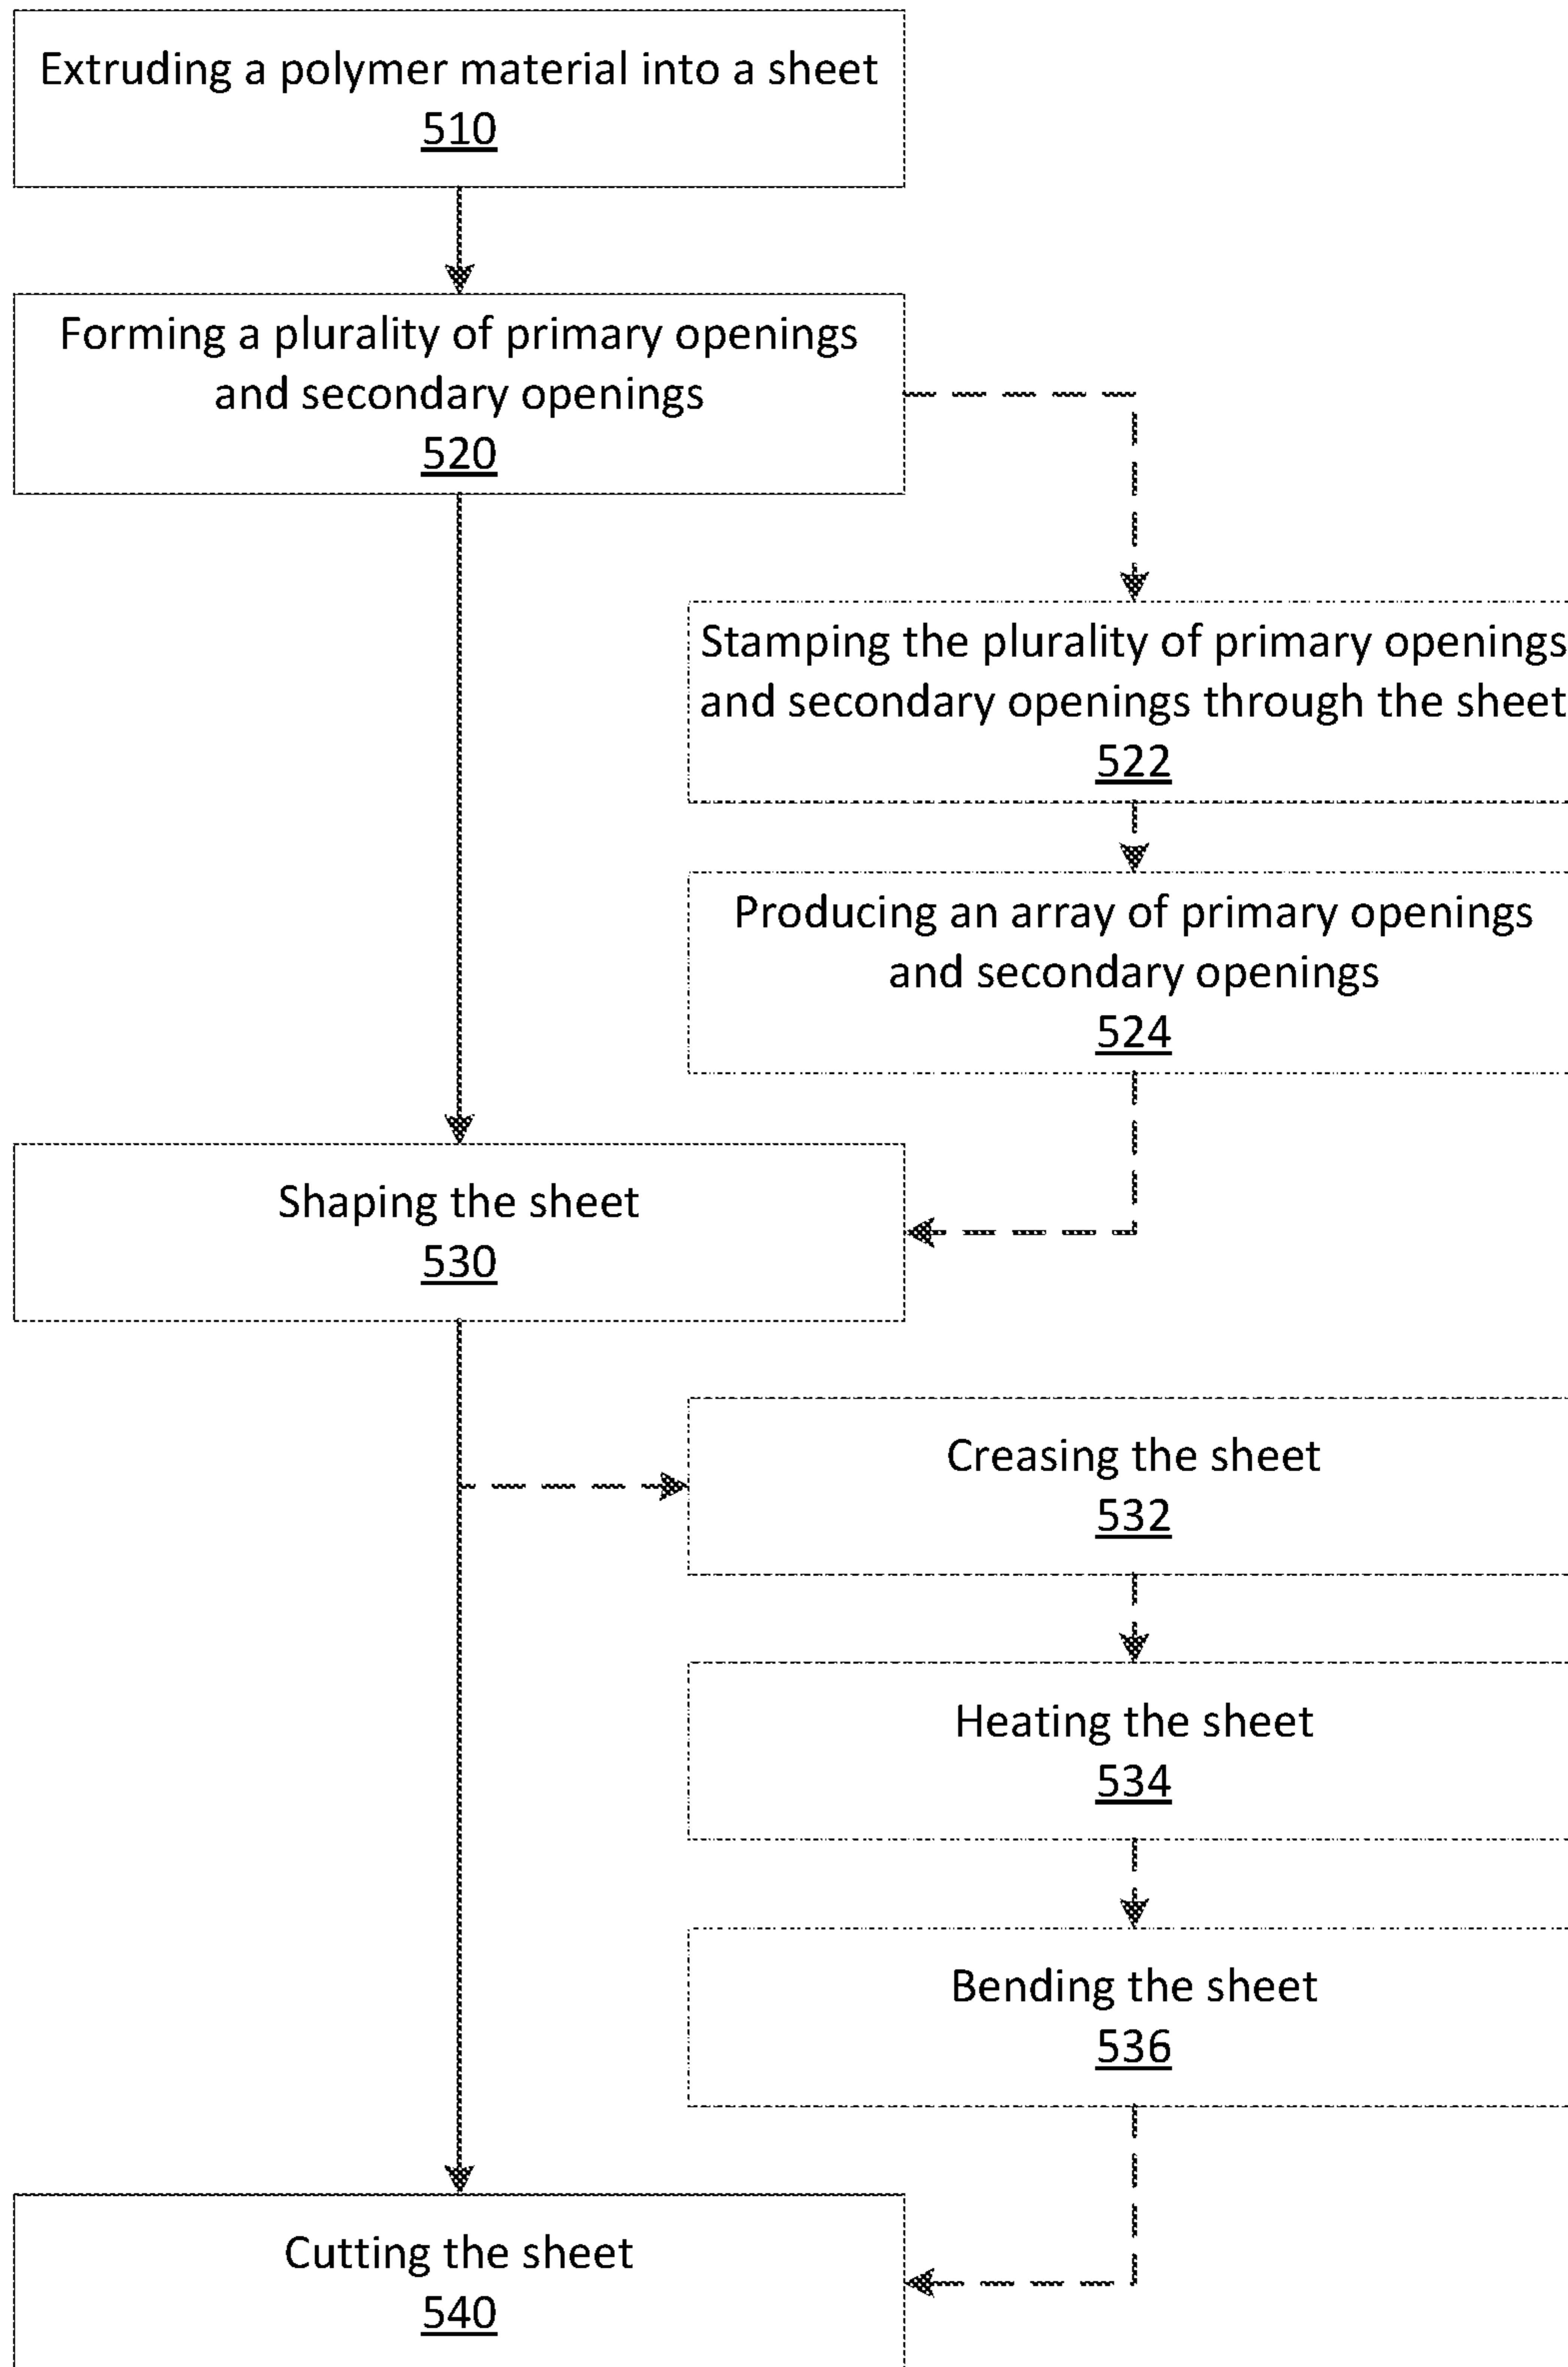 Extruding a polymer material into a sheet
510
Forming a plurality of primary openings
and secondary openings
520
Stamping the plurality of primary openings
and secondary openings through the sheet
522
Producing an array of primary openings
and secondary openings
524
Shaping the sheet
530
Creasing the sheet
532
Heating the sheet
534
Bending the sheet
536
Cutting the sheet
540